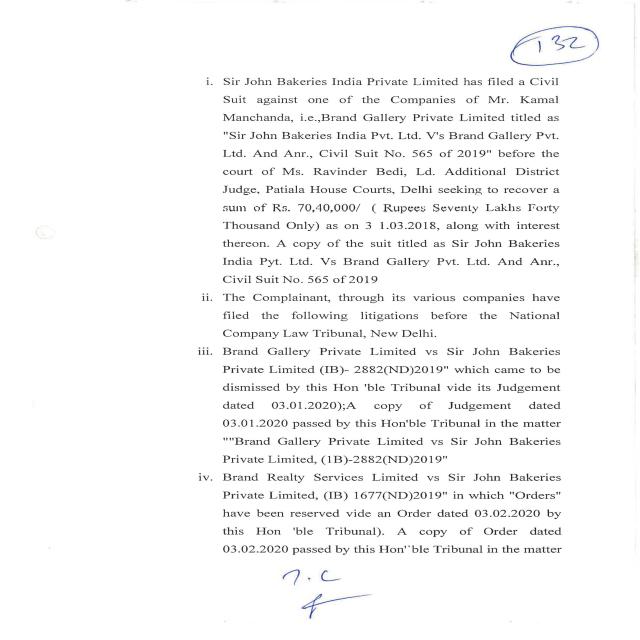 132
i. Sir John Bakeries India Private Limited has filed a Civil
Suit against one of the Companies of Mr. Kamal
Manchanda, i.e.,Brand Gallery Private Limited titled as
"Sir John Bakeries India Pvt. Ltd. V's Brand Gallery Pvt.
Ltd. And Anr., Civil Suit No. 565 of 2019" before the
court of Ms. Ravinder Bedi, Ld. Additional District
Judge, Patiala House Courts, Delhi seeking to recover a
sum of Rs. 70,40,000/ ( Rupees Seventy Lakhs Forty
Thousand Only) as on 3 1.03.2018, along with interest
thereon. A copy of the suit titled as Sir John Bakeries
India Pyt. Ltd. Vs Brand Gallery Pvt. Ltd. And Anr.,
Civil Suit No. 565 of 2019
ii. The Complainant, through its various companies have
filed the following litigations before the National
Company Law Tribunal, New Delhi.
iii. Brand Gallery Private Limited vs Sir John Bakeries
Private Limited (IB)- 2882(ND)2019" which came to be
dismissed by this Hon 'ble Tribunal vide its Judgement
dated 03.01.2020);A copy of Judgement dated
03.01.2020 passed by this Hon'ble Tribunal in the matter
""Brand Gallery Private Limited vs Sir John Bakeries
Private Limited, (1B)-2882(ND)2019"
iv. Brand Realty Services Limited vs Sir John Bakeries
Private Limited, (IB) 1677(ND)2019" in which "Orders"
have been reserved vide an Order dated 03.02.2020 by
this Hon 'ble Tribunal). A copy of Order dated
03.02.2020 passed by this Hon'`ble Tribunal in the matter
T.C